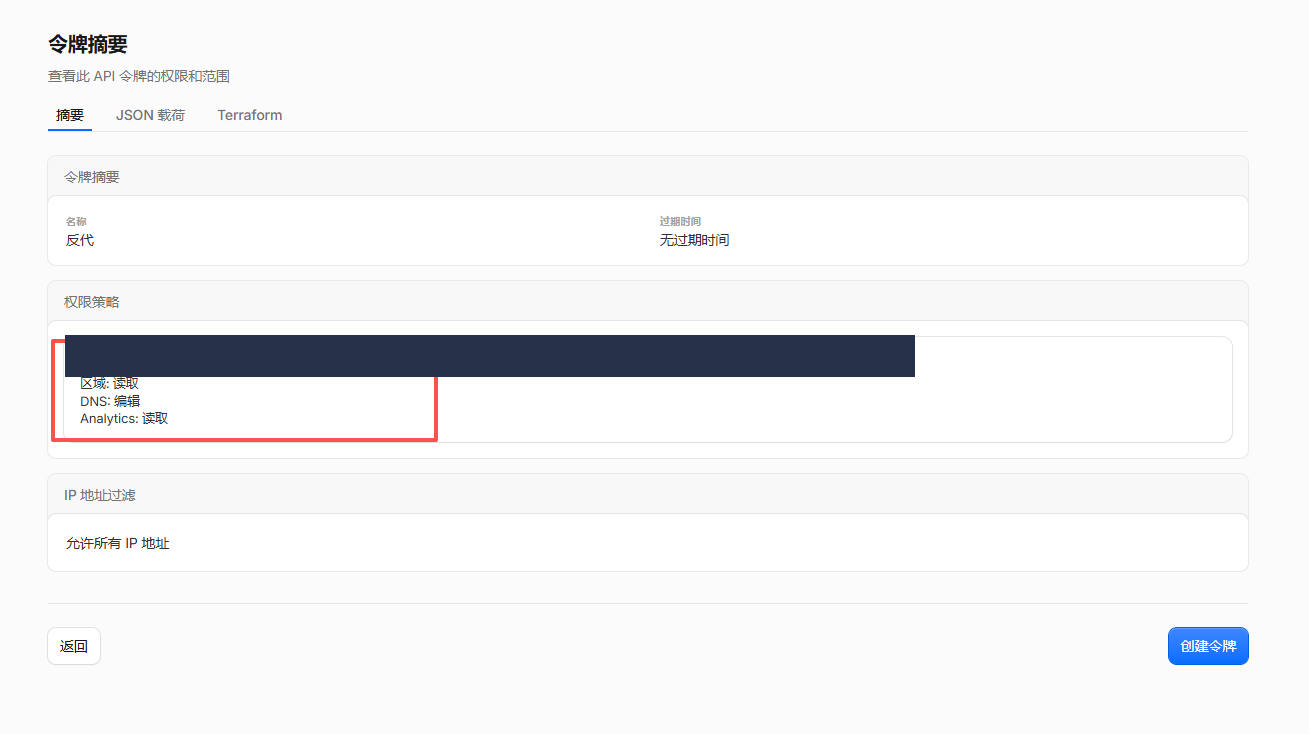 令牌摘要
查看此 API 令牌的权限和范围
摘要 JSON 载荷 Terraform
令牌摘要
名称 过期时间
反代 无过期时间
权限策略
区域: 读取
DNS: 编辑
Analytics: 读取
IP 地址过滤
允许所有 IP 地址
返回 创建令牌